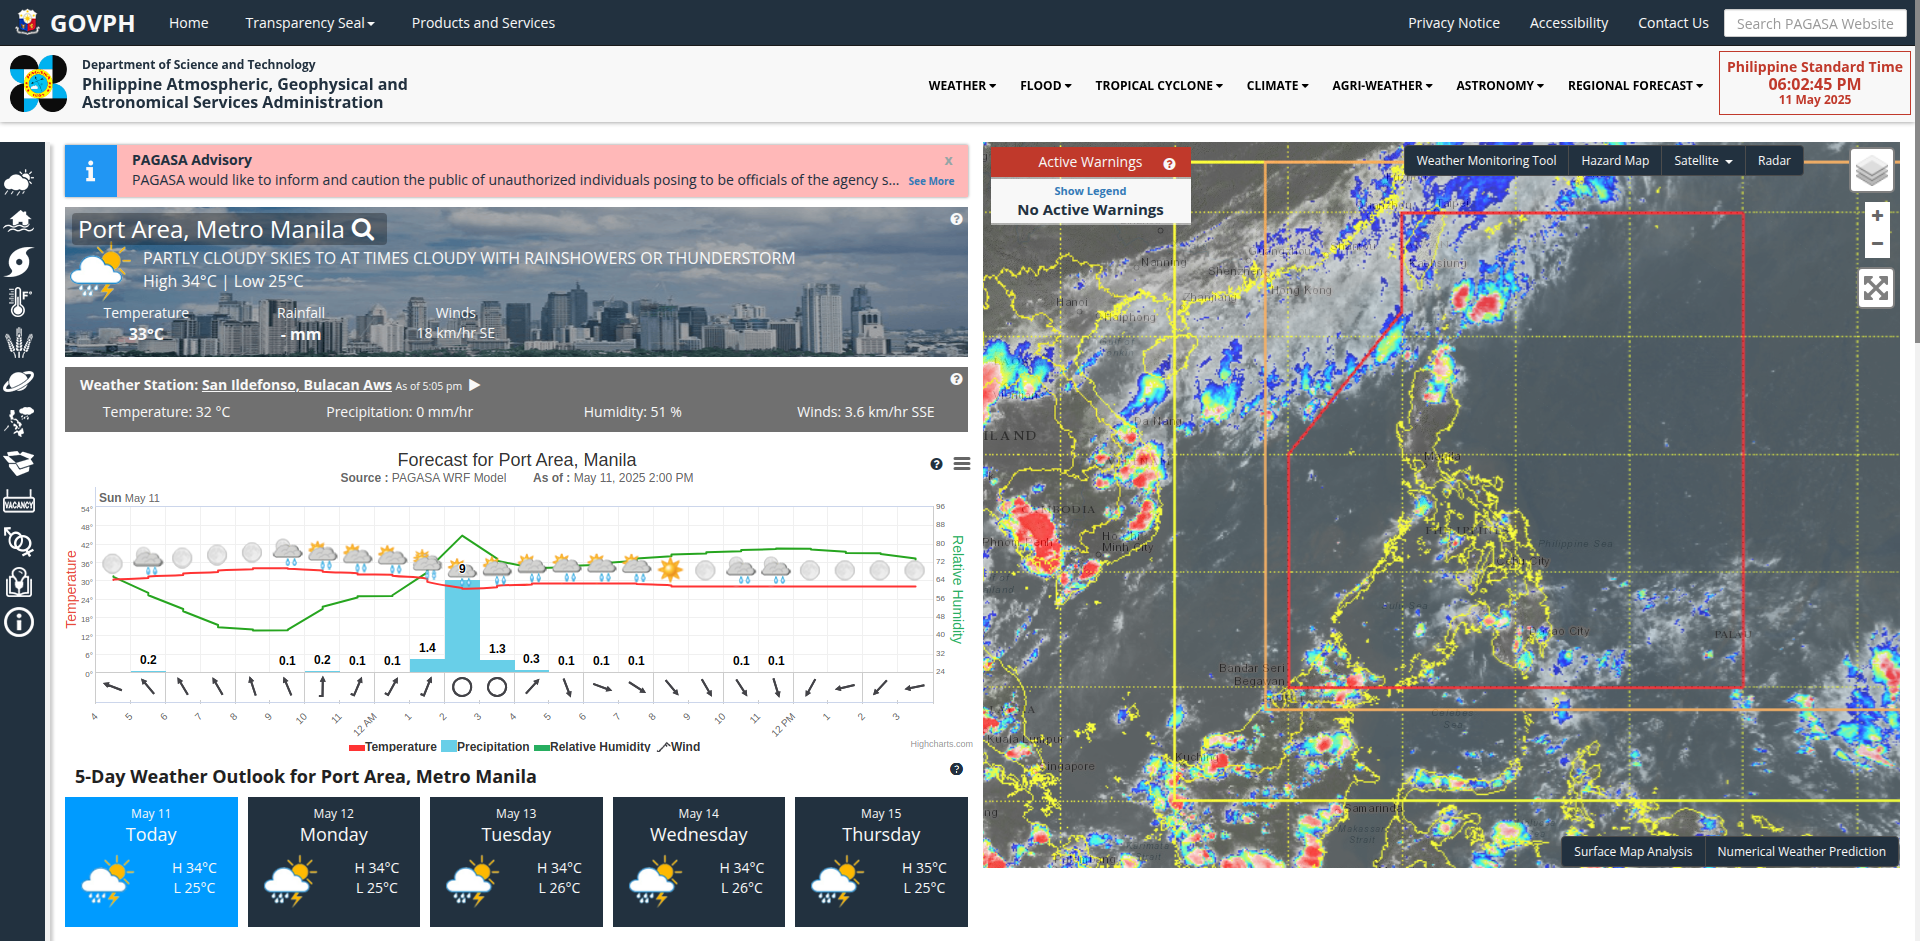 GOVPH
Home
Transparency Seal
Products and Services
Privacy Notice
Accessibility
Contact Us
Search PAGASA Website
Department of Science and Technology
Philippine Atmospheric, Geophysical and
Astronomical Services Administration
WEATHER
FLOOD
TROPICAL CYCLONE
CLIMATE
AGRI-WEATHER
ASTRONOMY
REGIONAL FORECAST
Philippine Standard Time
06:02:45 PM
11 May 2025
VACANCY
PAGASA Advisory
x
PAGASA would like to inform and caution the public of unauthorized individuals posing to be officials of the agency s... See More
Port Area, Metro Manila
PARTLY CLOUDY SKIES TO AT TIMES CLOUDY WITH RAINSHOWERS OR THUNDERSTORM
High 34°C | Low 25°C
Temperature
Rainfall
Winds
33°C
- mm
18 km/hr SE
Weather Station: San Ildefonso, Bulacan Aws As of 5:05 pm
Temperature: 32 °C
Precipitation: 0 mm/hr
Humidity: 51 %
Winds: 3.6 km/hr SSE
Forecast for Port Area, Manila
Source : PAGASA WRF Model As of : May 11, 2025 2:00 PM
Sun May 11
54°
48°
42°
36°
30°
24°
18°
12°
6°
0°
Temperature
96
88
80
72
64
56
48
40
32
24
Relative Humidity
0.2
0.1
0.2
0.1
0.1
1.4
9
1.3
0.3
0.1
0.1
0.1
0.1
0.1
4
5
6
7
8
9
10
11
12 AM
1
2
3
4
5
6
7
8
9
10
11
12 PM
1
2
3
Temperature
Precipitation
Relative Humidity
Wind
Highcharts.com
5-Day Weather Outlook for Port Area, Metro Manila
May 11
Today
H 34°C
L 25°C
May 12
Monday
H 34°C
L 25°C
May 13
Tuesday
H 34°C
L 26°C
May 14
Wednesday
H 34°C
L 26°C
May 15
Thursday
H 35°C
L 25°C
Active Warnings
Show Legend
No Active Warnings
Weather Monitoring Tool
Hazard Map
Satellite
Radar
+
−
Nanning
Hong Kong
Hanoi
Haiphong
Da Nang
CAMBODIA
Phnom Penh
Ho Chi
Minh City
Manila
Philippine Sea
Davao City
PALAU
Bandar Seri
Begawan
Celebes
Sea
Kuala Lumpur
Singapore
Kuching
Samarinda
Makassar
Strait
Surface Map Analysis
Numerical Weather Prediction